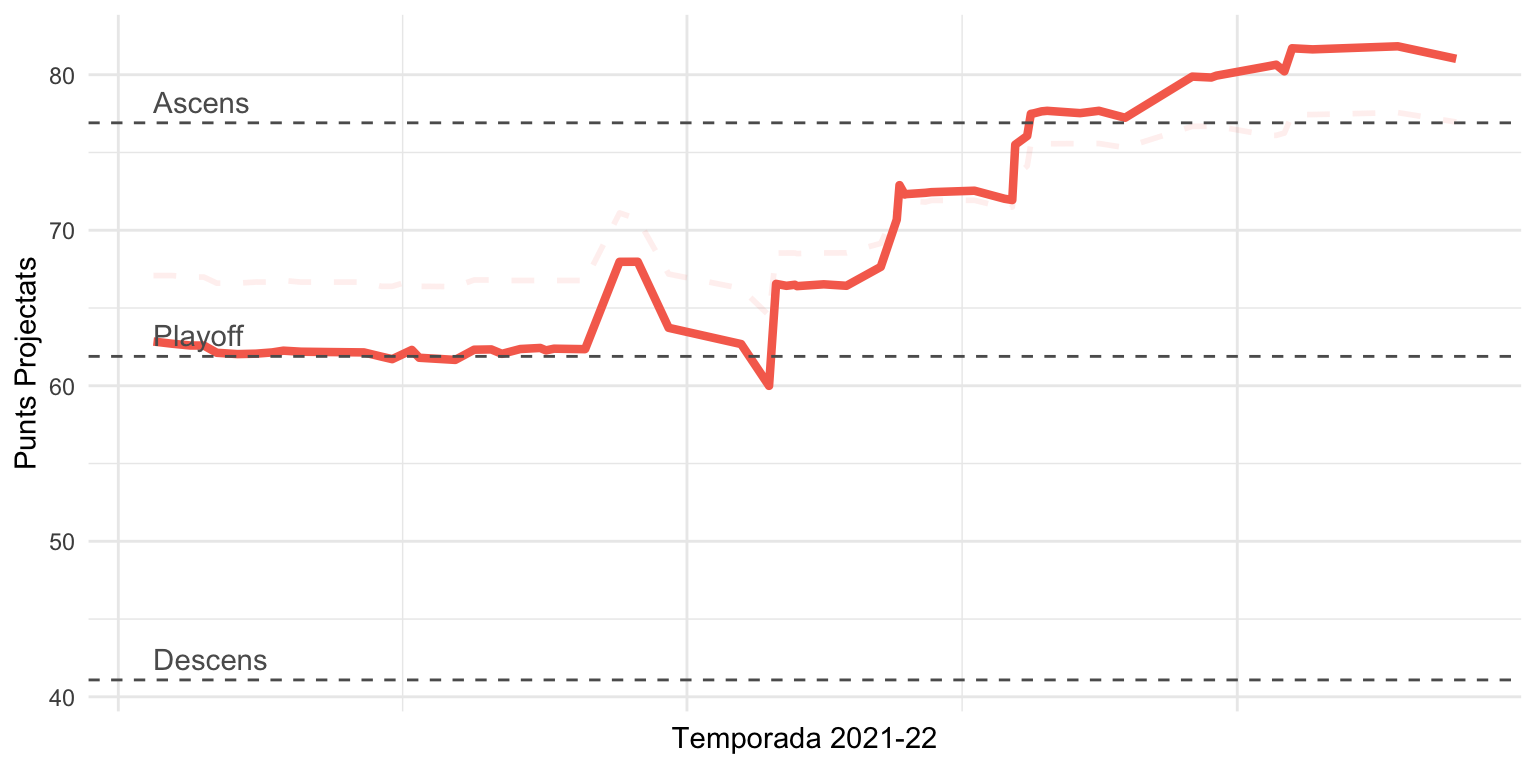 80
Ascens
70
Playoff
60
50
Descens
40
Punts Projectats
Temporada 2021-22